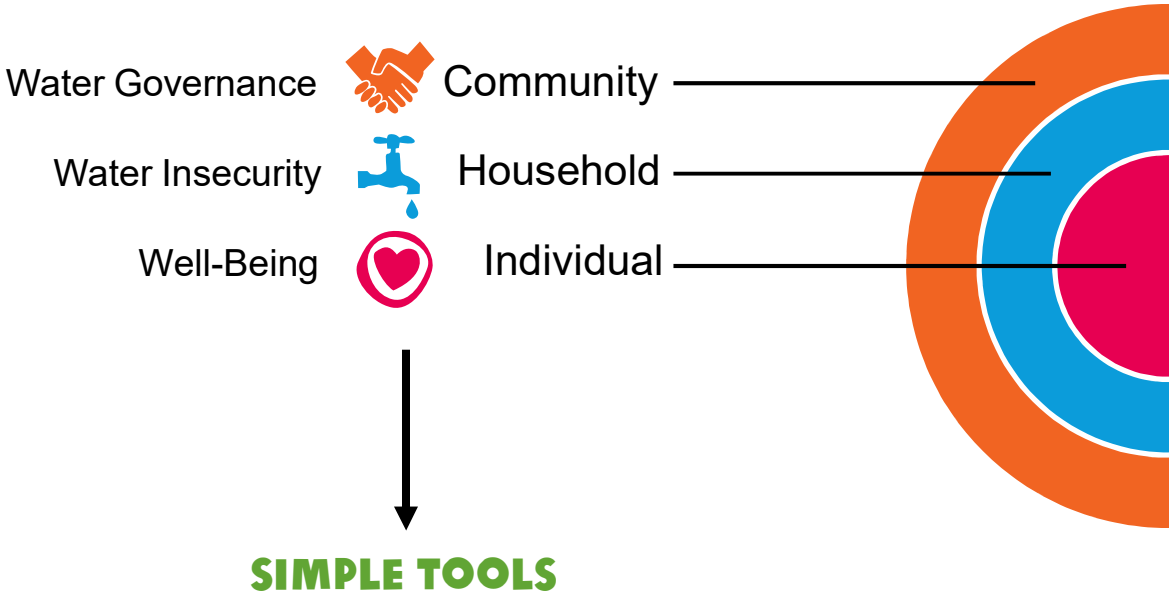 Water Governance Community
Water Insecurity Household
Well-Being Individual
SIMPLE TOOLS